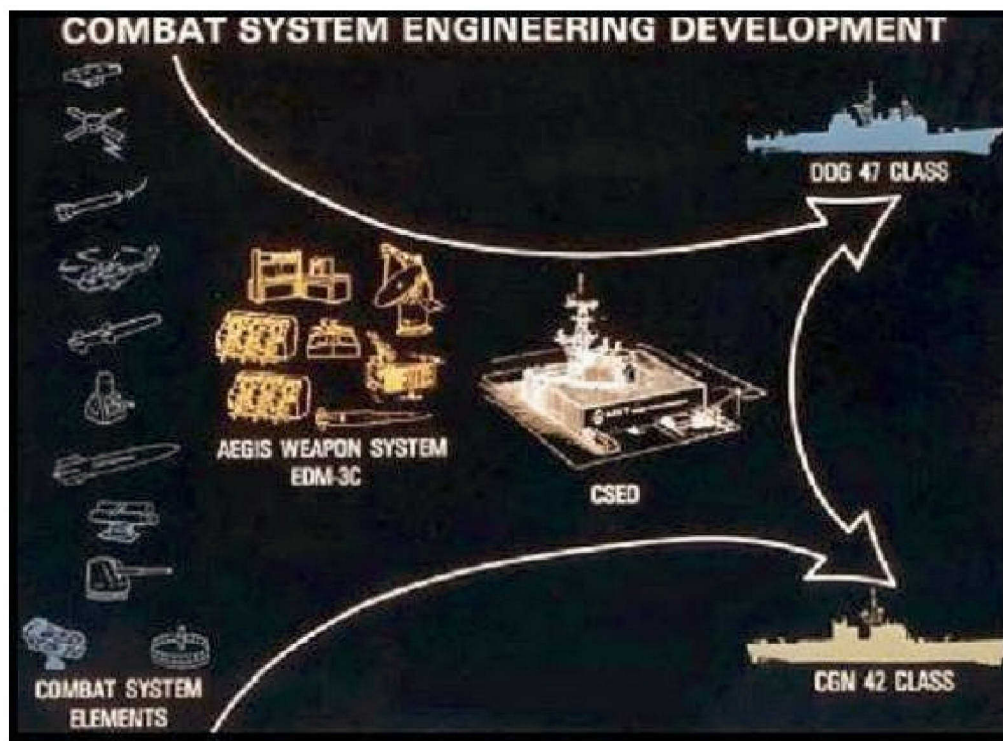 COMBAT SYSTEM ENGINEERING DEVELOPMENT
DDG 47 CLASS
AEGIS WEAPON SYSTEM
EDM-3C
CSED
COMBAT SYSTEM
ELEMENTS
CGN 42 CLASS